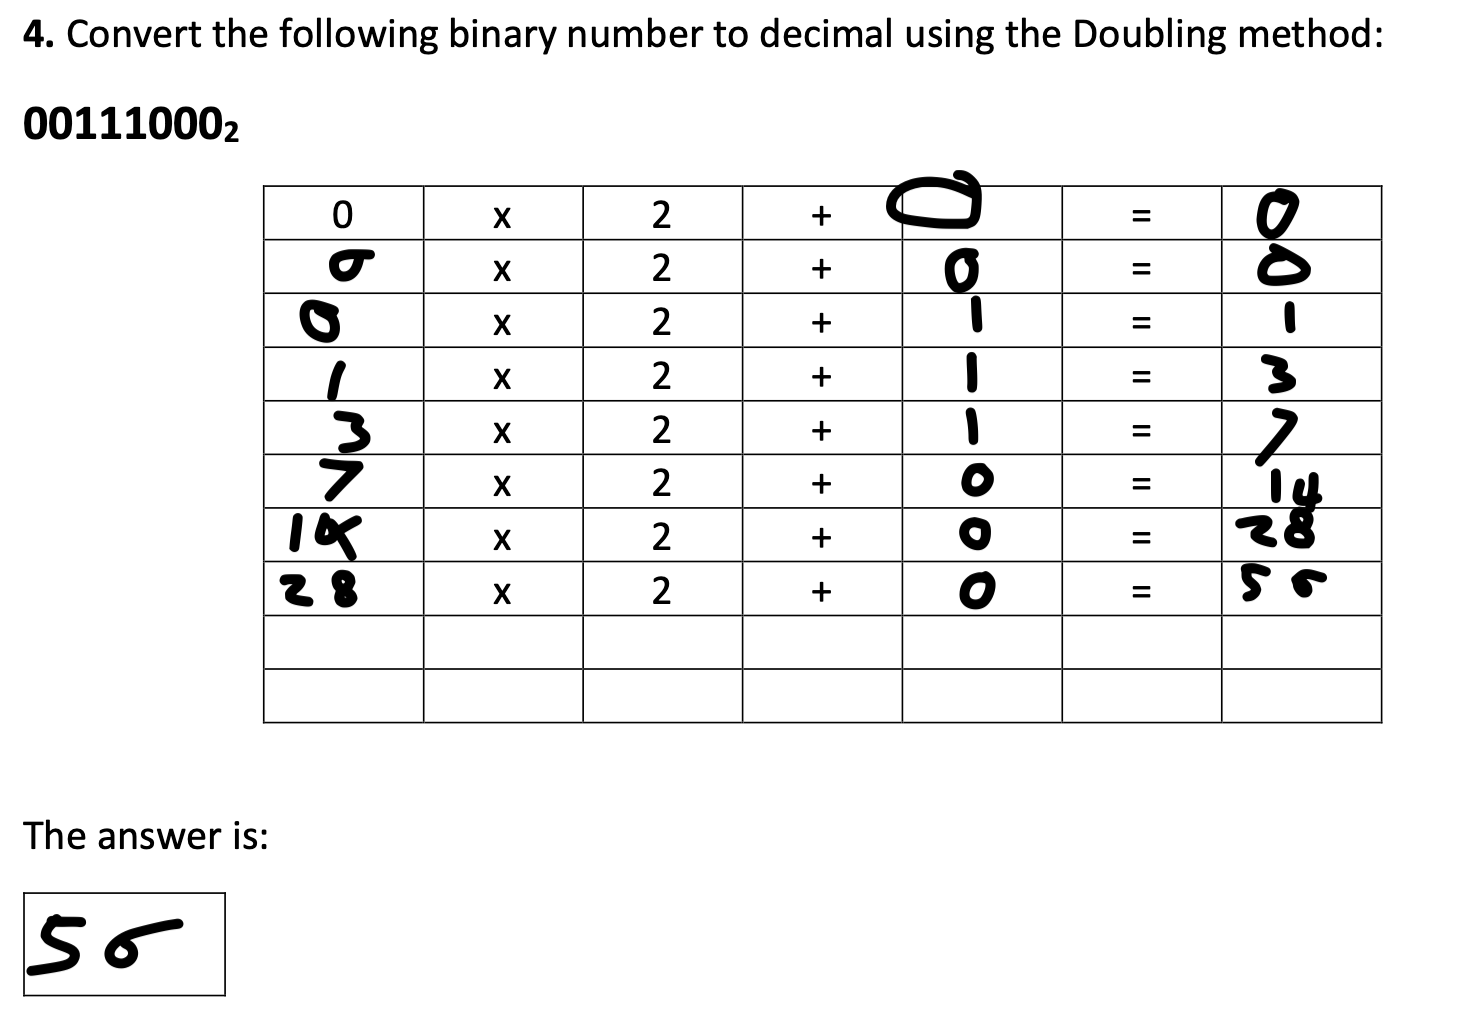 4. Convert the following binary number to decimal using the Doubling method:
00111000₂
0 x 2 + 0 = 0
0 x 2 + 0 = 0
0 x 2 + 1 = 1
1 x 2 + 1 = 3
3 x 2 + 1 = 7
7 x 2 + 0 = 14
14 x 2 + 0 = 28
28 x 2 + 0 = 56
The answer is:
56